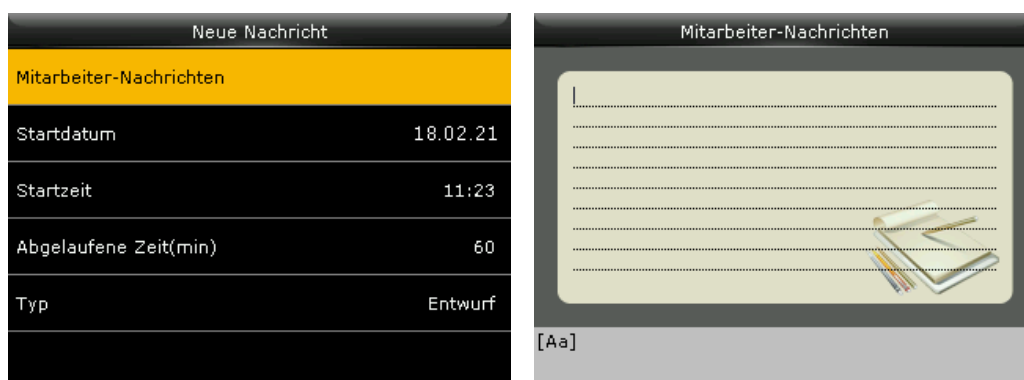 Neue Nachricht
Mitarbeiter-Nachrichten
Startdatum 18.02.21
Startzeit 11:23
Abgelaufene Zeit(min) 60
Typ Entwurf
Mitarbeiter-Nachrichten
[Aa]